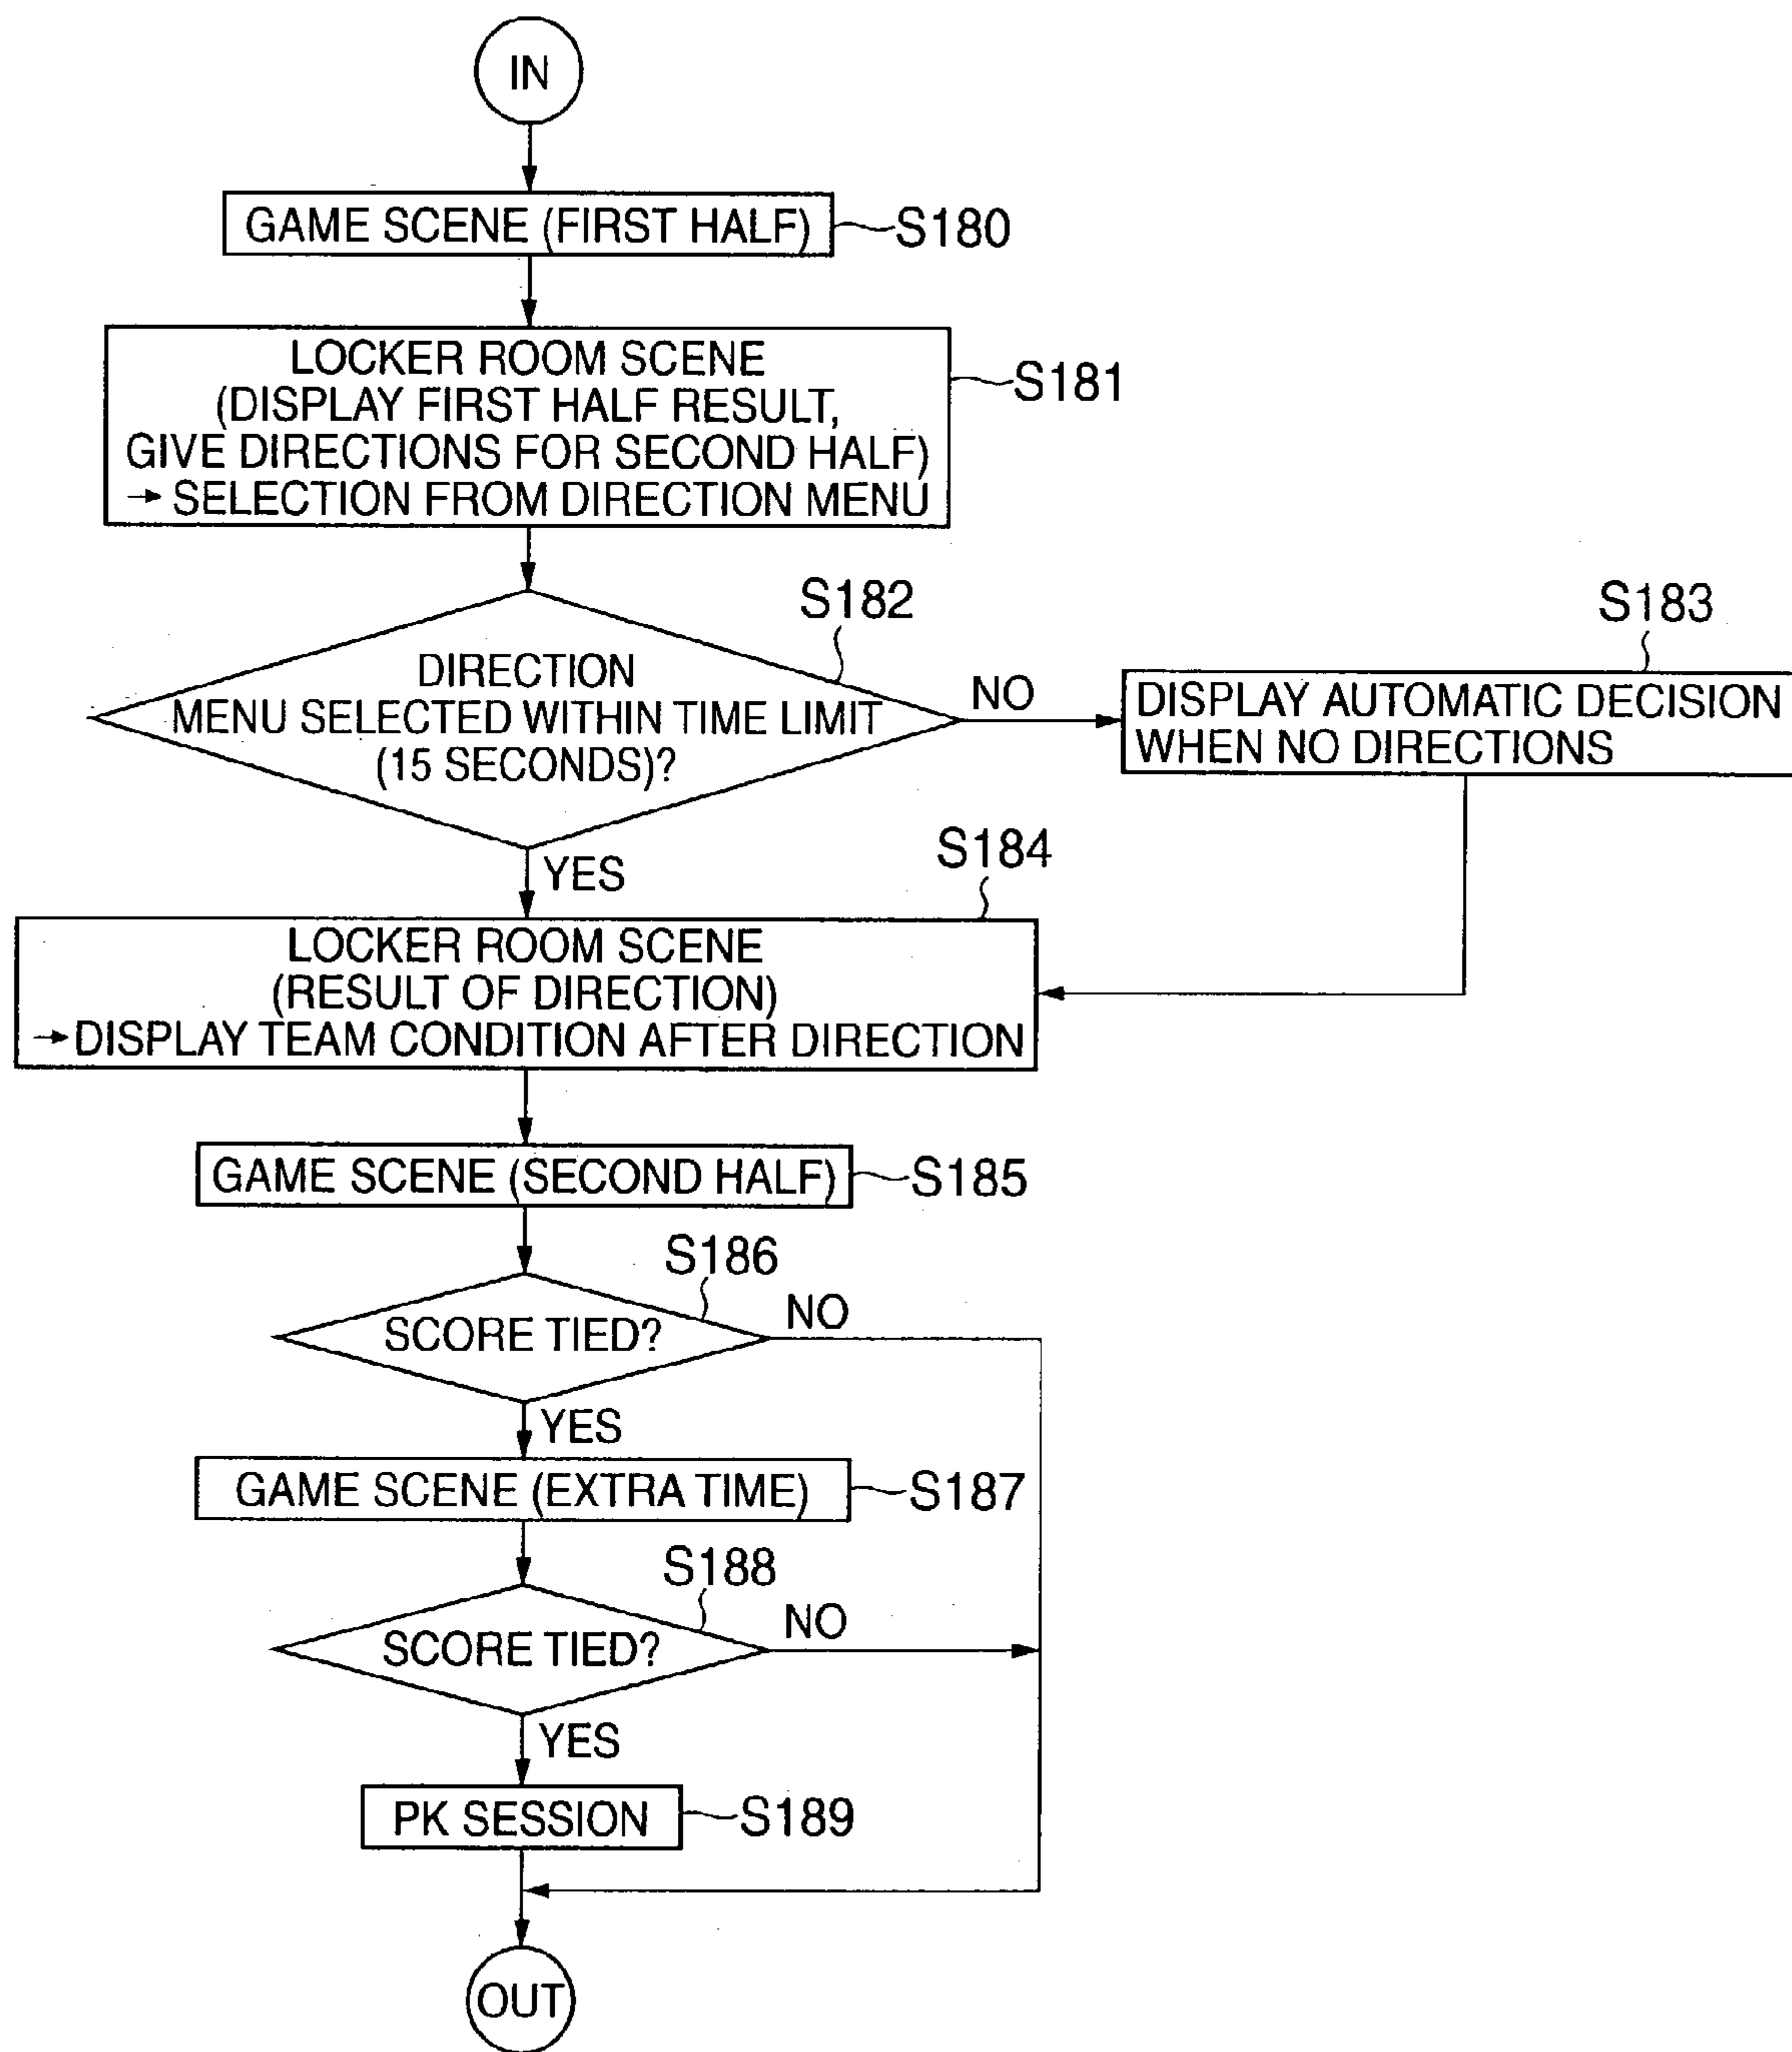 IN
GAME SCENE (FIRST HALF)
S180
LOCKER ROOM SCENE
(DISPLAY FIRST HALF RESULT,
GIVE DIRECTIONS FOR SECOND HALF)
→ SELECTION FROM DIRECTION MENU
S181
S182
DIRECTION
MENU SELECTED WITHIN TIME LIMIT
(15 SECONDS)?
NO
S183
DISPLAY AUTOMATIC DECISION
WHEN NO DIRECTIONS
YES
S184
LOCKER ROOM SCENE
(RESULT OF DIRECTION)
→ DISPLAY TEAM CONDITION AFTER DIRECTION
GAME SCENE (SECOND HALF)
S185
S186
SCORE TIED?
NO
YES
GAME SCENE (EXTRA TIME)
S187
S188
SCORE TIED?
NO
YES
PK SESSION
S189
OUT